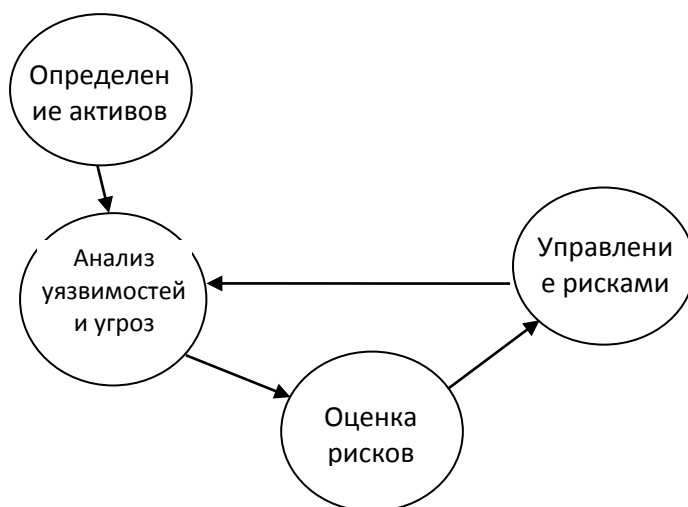 Определен
ие активов
Анализ
уязвимостей
и угроз
Управлени
е рисками
Оценка
рисков